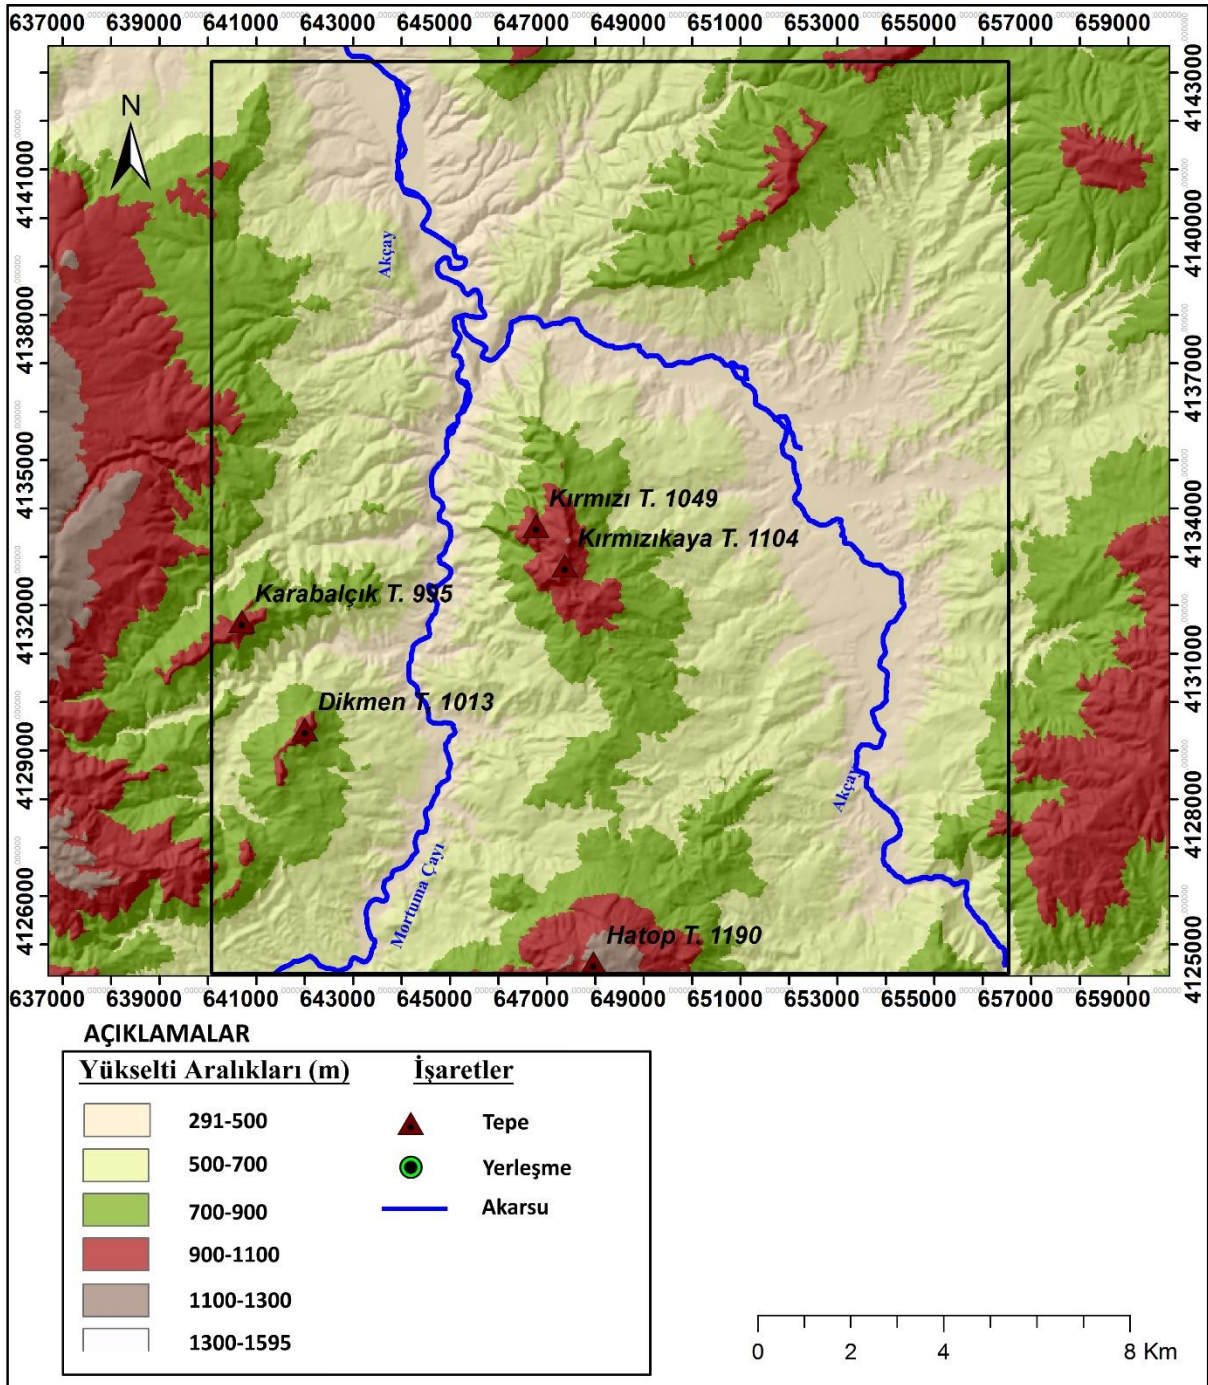 637000 639000 641000 643000 645000 647000 649000 651000 653000 655000 657000 659000
N
4143000
4141000
4140000
Akçay
4138000
4137000
4135000
4134000
Kırmızı T. 1049
Kırmızıkaya T. 1104
Karabalçık T. 995
4132000
4131000
Dikmen T. 1013
4129000
4128000
Akçay
Mortuma Çayı
4126000
4125000
Hatop T. 1190
637000 639000 641000 643000 645000 647000 649000 651000 653000 655000 657000 659000
AÇIKLAMALAR
Yükselti Aralıkları (m) İşaretler
291-500 Tepe
500-700 Yerleşme
700-900 Akarsu
900-1100
1100-1300
1300-1595
0 2 4 8 Km